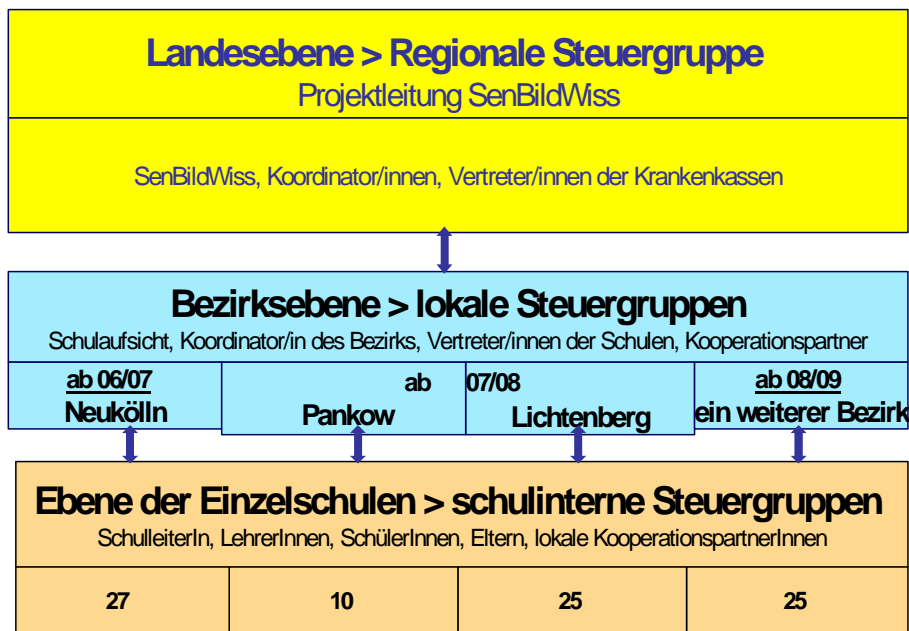 Landesebene > Regionale Steuergruppe
Projektleitung SenBildWiss
SenBildWiss, Koordinator/innen, Vertreter/innen der Krankenkassen
Bezirksebene > lokale Steuergruppen
Schulaufsicht, Koordinator/in des Bezirks, Vertreter/innen der Schulen, Kooperationspartner
ab 06/07
Neukölln
ab 07/08
Pankow
Lichtenberg
ab 08/09
ein weiterer Bezirk
Ebene der Einzelschulen > schulinterne Steuergruppen
SchulleiterIn, LehrerInnen, SchülerInnen, Eltern, lokale KooperationspartnerInnen
27 10 25 25